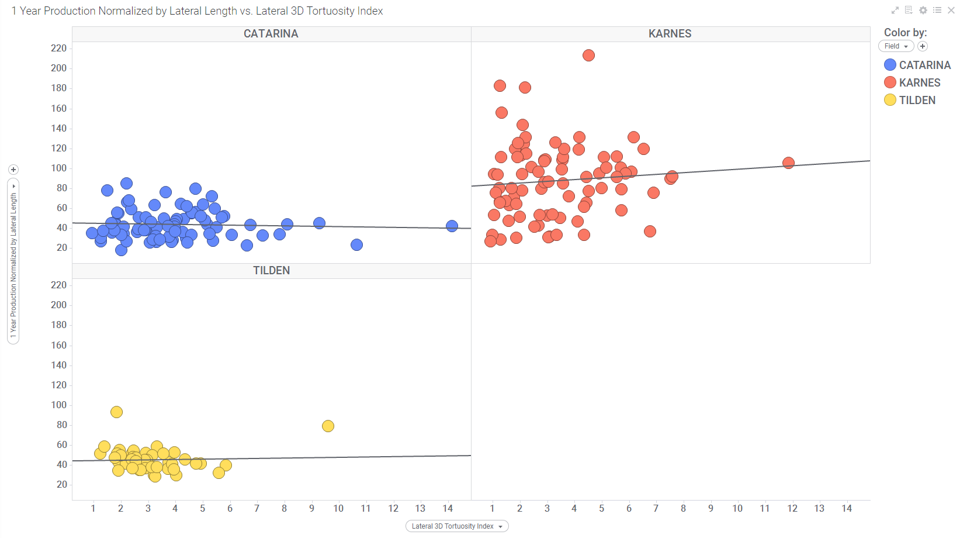 1 Year Production Normalized by Lateral Length vs. Lateral 3D Tortuosity Index
Color by:
Field
CATARINA
KARNES
TILDEN
CATARINA
KARNES
220
200
180
160
140
120
100
80
60
40
20
TILDEN
220
200
180
160
140
120
100
80
60
40
20
1 Year Production Normalized by Lateral Length
1 2 3 4 5 6 7 8 9 10 11 12 13 14
1 2 3 4 5 6 7 8 9 10 11 12 13 14
Lateral 3D Tortuosity Index